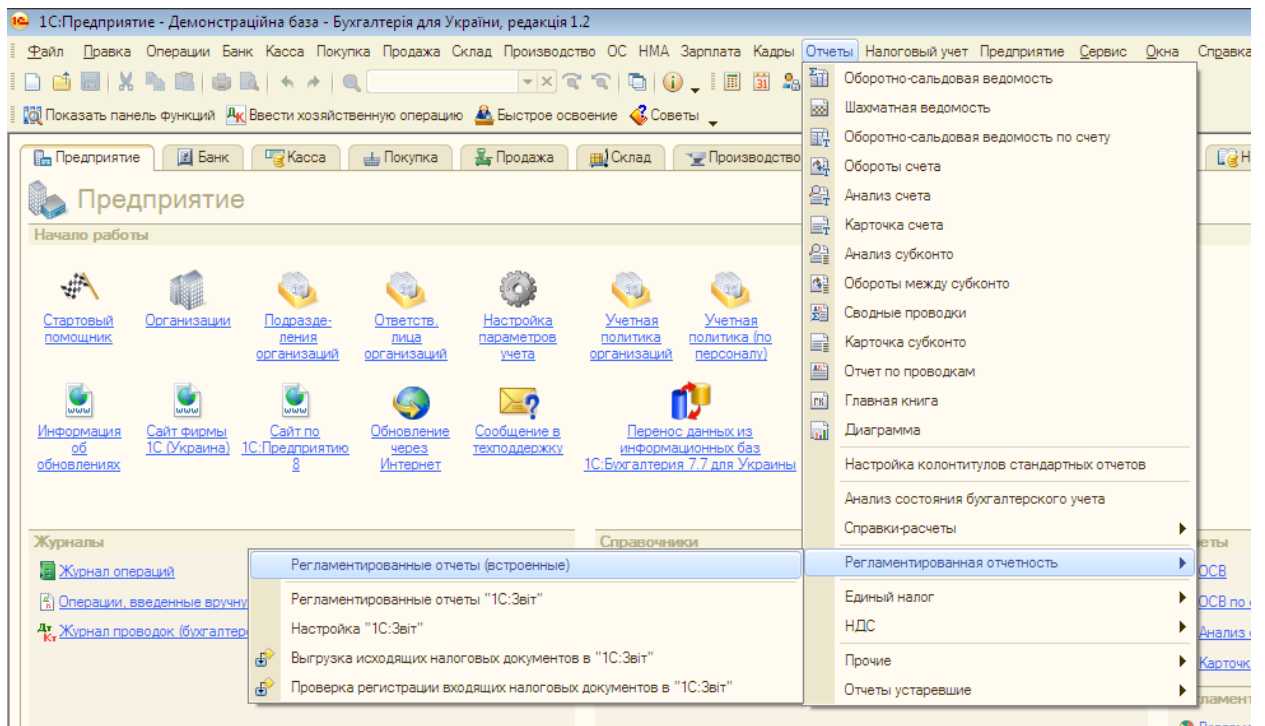 1С:Предприятие - Демонстраційна база - Бухгалтерія для України, редакція 1.2
Файл Правка Операции Банк Касса Покупка Продажа Склад Производство ОС НМА Зарплата Кадры Отчеты Налоговый учет Предприятие Сервис Окна Справка
Показать панель функций Ввести хозяйственную операцию Быстрое освоение Советы
Предприятие Банк Касса Покупка Продажа Склад Производство
Предприятие
Начало работы
Стартовый помощник
Организации
Подразде-
ления
организаций
Ответств.
лица
организаций
Настройка
параметров
учета
Учетная
политика
организаций
Учетная
политика (по
персоналу)
Информация
об
обновлениях
Сайт фирмы
1С (Украина)
Сайт по
1С:Предприятию
8
Обновление
через
Интернет
Сообщение в
техподдержку
Перенос данных из
информационных баз
1С:Бухгалтерия 7.7 для Украины
Журналы
Справочники
Журнал операций
Операции, введенные вручну
Журнал проводок (бухгалтер
Оборотно-сальдовая ведомость
Шахматная ведомость
Оборотно-сальдовая ведомость по счету
Обороты счета
Анализ счета
Карточка счета
Анализ субконто
Обороты между субконто
Сводные проводки
Карточка субконто
Отчет по проводкам
Главная книга
Диаграмма
Настройка колонтитулов стандартных отчетов
Анализ состояния бухгалтерского учета
Справки-расчеты
Регламентированная отчетность
Единый налог
НДС
Прочие
Отчеты устаревшие
Регламентированные отчеты (встроенные)
Регламентированные отчеты "1С:Звіт"
Настройка "1С:Звіт"
Выгрузка исходящих налоговых документов в "1С:Звіт"
Проверка регистрации входящих налоговых документов в "1С:Звіт"
еты
ОСВ
ОСВ по
Анализ
Карточк
ламент